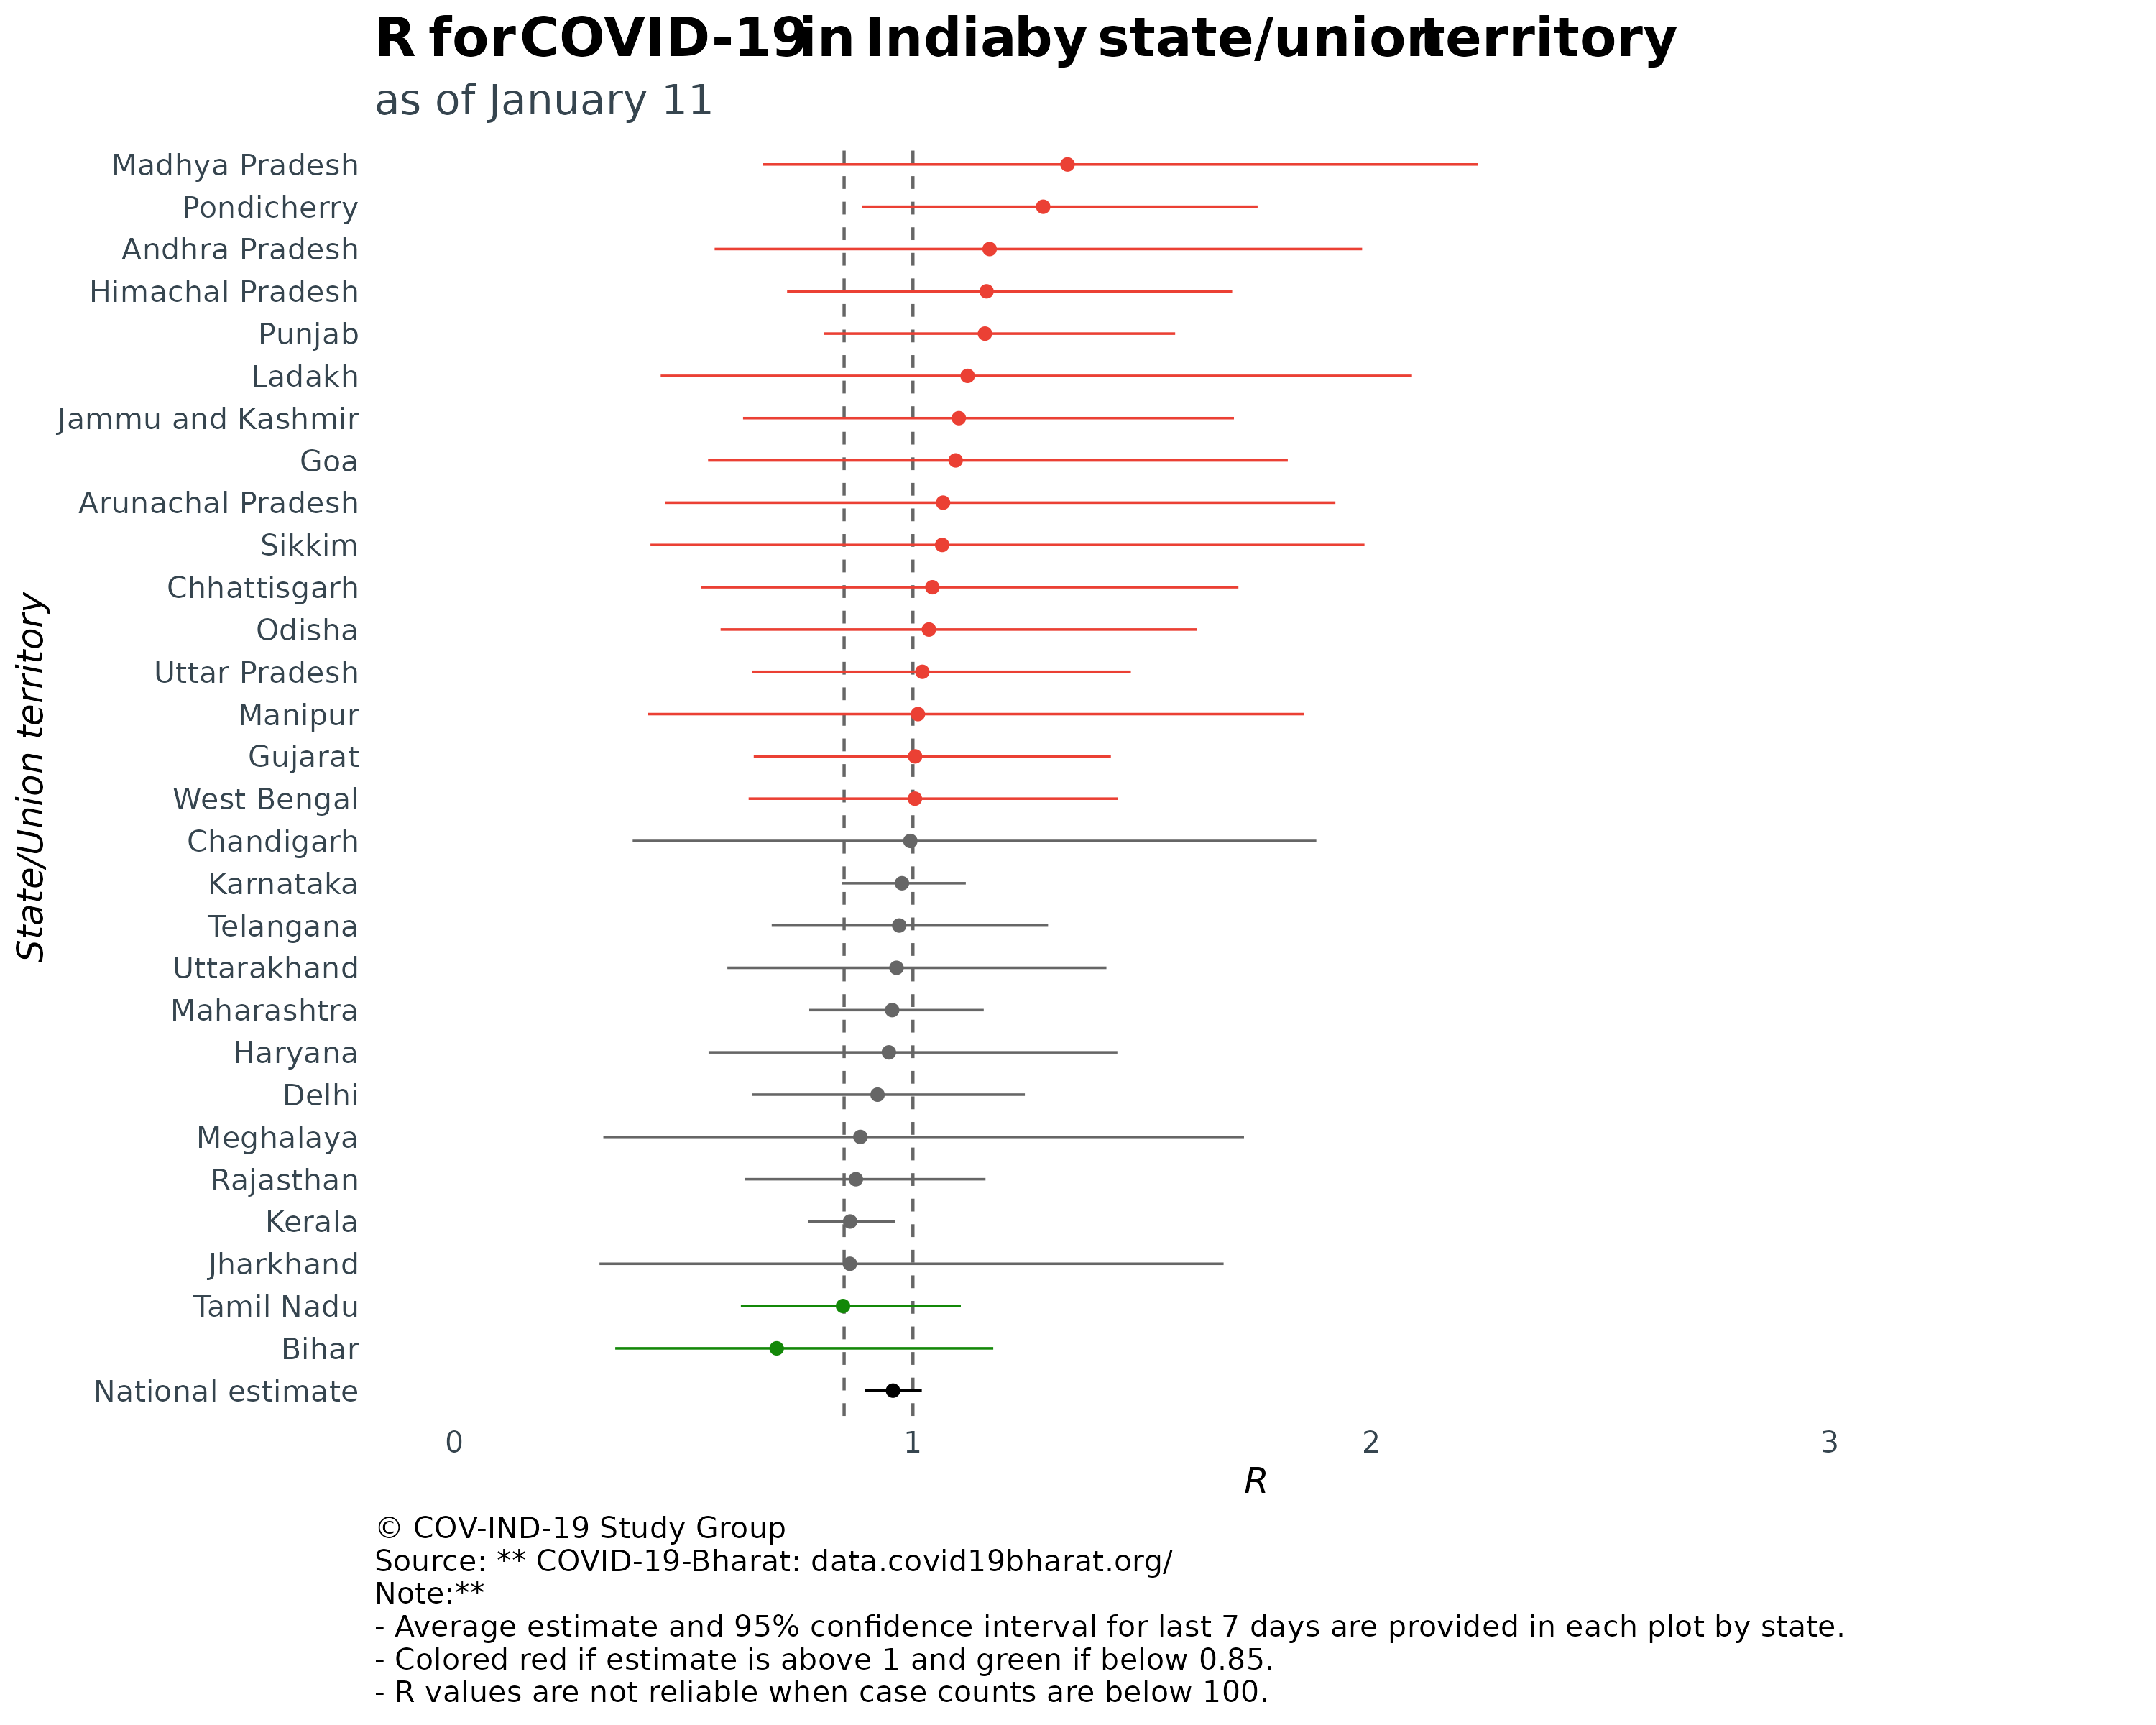 R for COVID-19 in India by state/union territory
as of January 11
Madhya Pradesh
Pondicherry
Andhra Pradesh
Himachal Pradesh
Punjab
Ladakh
Jammu and Kashmir
Goa
Arunachal Pradesh
Sikkim
Chhattisgarh
Odisha
Uttar Pradesh
Manipur
Gujarat
West Bengal
Chandigarh
Karnataka
Telangana
Uttarakhand
Maharashtra
Haryana
Delhi
Meghalaya
Rajasthan
Kerala
Jharkhand
Tamil Nadu
Bihar
National estimate
State/Union territory
0 1 2 3
R
© COV-IND-19 Study Group
Source: ** COVID-19-Bharat: data.covid19bharat.org/
Note:**
- Average estimate and 95% confidence interval for last 7 days are provided in each plot by state.
- Colored red if estimate is above 1 and green if below 0.85.
- R values are not reliable when case counts are below 100.